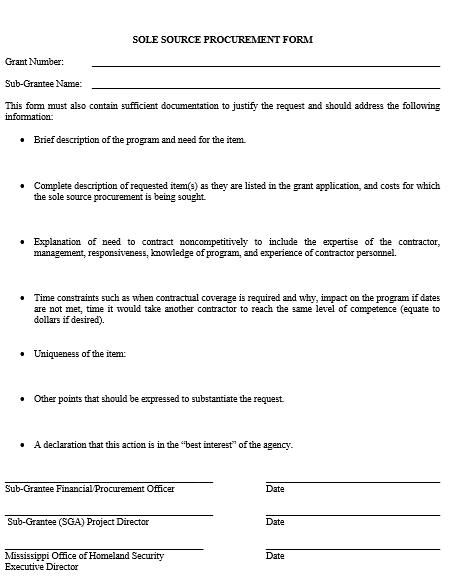 SOLE SOURCE PROCUREMENT FORM
Grant Number:
Sub-Grantee Name:
This form must also contain sufficient documentation to justify the request and should address the following
information:
• Brief description of the program and need for the item.
• Complete description of requested item(s) as they are listed in the grant application, and costs for which
the sole source procurement is being sought.
• Explanation of need to contract noncompetitively to include the expertise of the contractor,
management, responsiveness, knowledge of program, and experience of contractor personnel.
• Time constraints such as when contractual coverage is required and why, impact on the program if dates
are not met, time it would take another contractor to reach the same level of competence (equate to
dollars if desired).
• Uniqueness of the item:
• Other points that should be expressed to substantiate the request.
• A declaration that this action is in the “best interest” of the agency.
Sub-Grantee Financial/Procurement Officer Date
Sub-Grantee (SGA) Project Director Date
Mississippi Office of Homeland Security Date
Executive Director